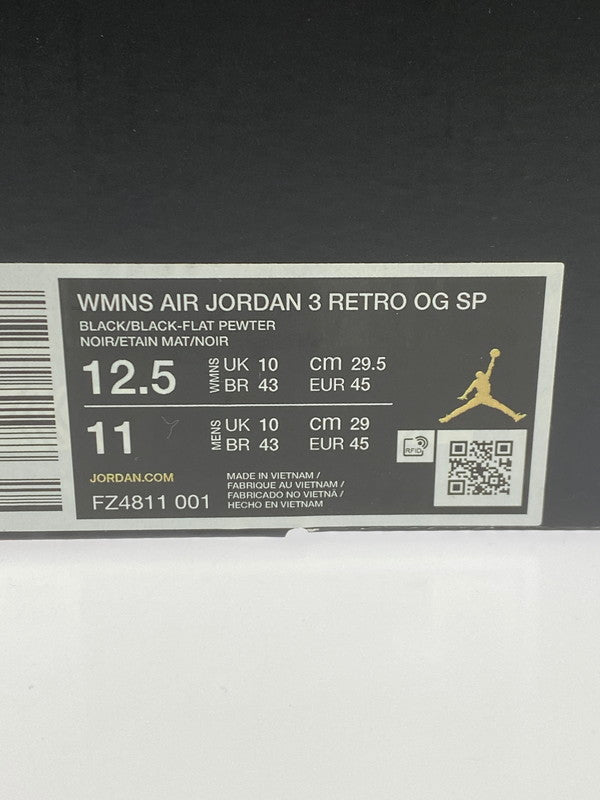 WMNS AIR JORDAN 3 RETRO OG SP
BLACK/BLACK-FLAT PEWTER
NOIR/ETAIN MAT/NOIR
12.5 WMNS UK 10 cm 29.5
BR 43 EUR 45
11 MENS UK 10 cm 29
BR 43 EUR 45
RFID
JORDAN.COM
FZ4811 001
MADE IN VIETNAM /
FABRIQUE AU VIETNAM /
FABRICADO NO VIETNÃ /
HECHO EN VIETNAM